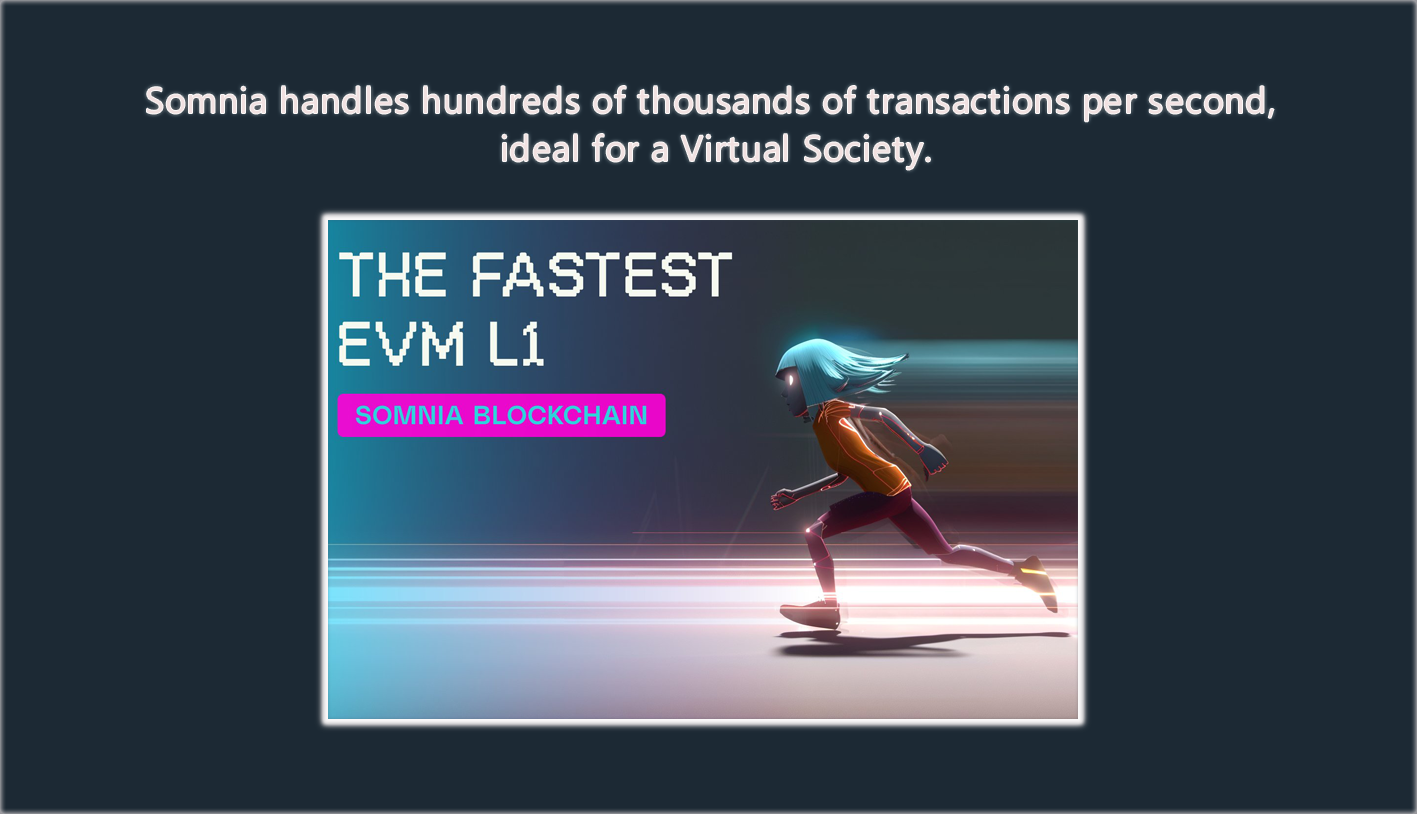 Somnia handles hundreds of thousands of transactions per second,
ideal for a Virtual Society.
THE FASTEST
EVM L1
SOMNIA BLOCKCHAIN